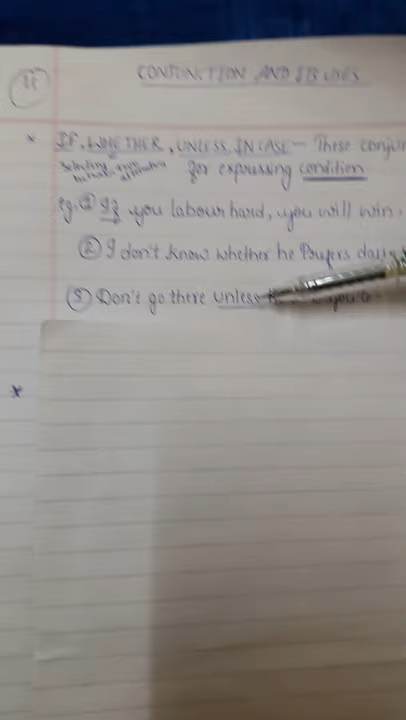 CONJUNCTION AND ITS USES
* IF, WHETHER, UNLESS, IN CASE - These conjun
for expressing condition
eg. ① If you labour hard, you will win.
② I don't know whether he
③ Don't go there unless
*